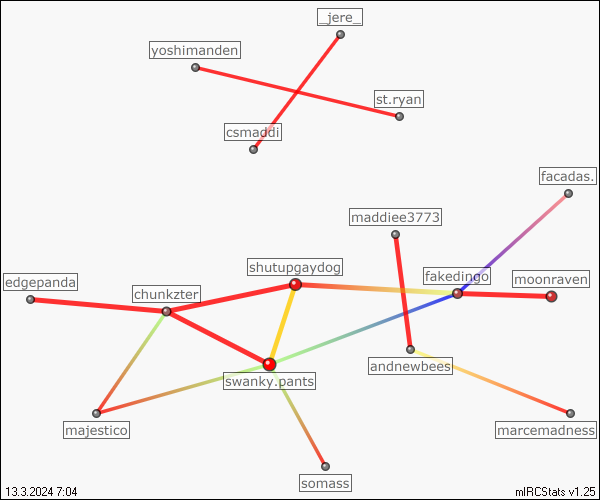 _jere_
yoshimanden
st.ryan
csmaddi
facadas.
maddiee3773
shutupgaydog
fakedingo
moonraven
edgepanda
chunkzter
andnewbees
swanky.pants
majestico
marcemadness
somass
13.3.2024 7:04
mIRCStats v1.25